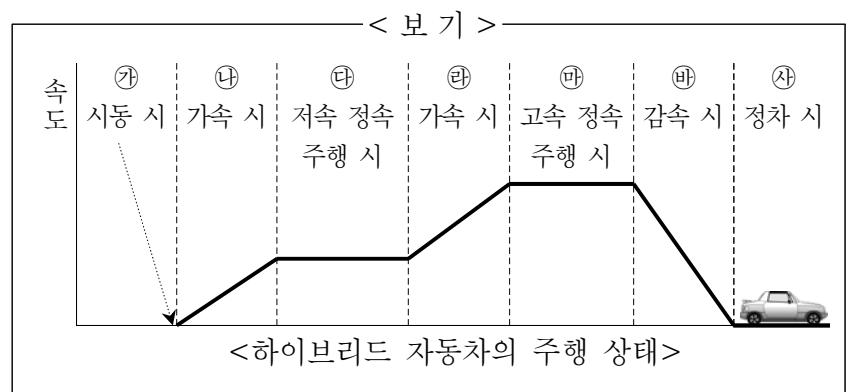 < 보 기 >
속도
㉮ ㉯ ㉰ ㉱ ㉲ ㉳ ㉴
시동 시 가속 시 저속 정속 가속 시 고속 정속 감속 시 정차 시
주행 시 주행 시
<하이브리드 자동차의 주행 상태>